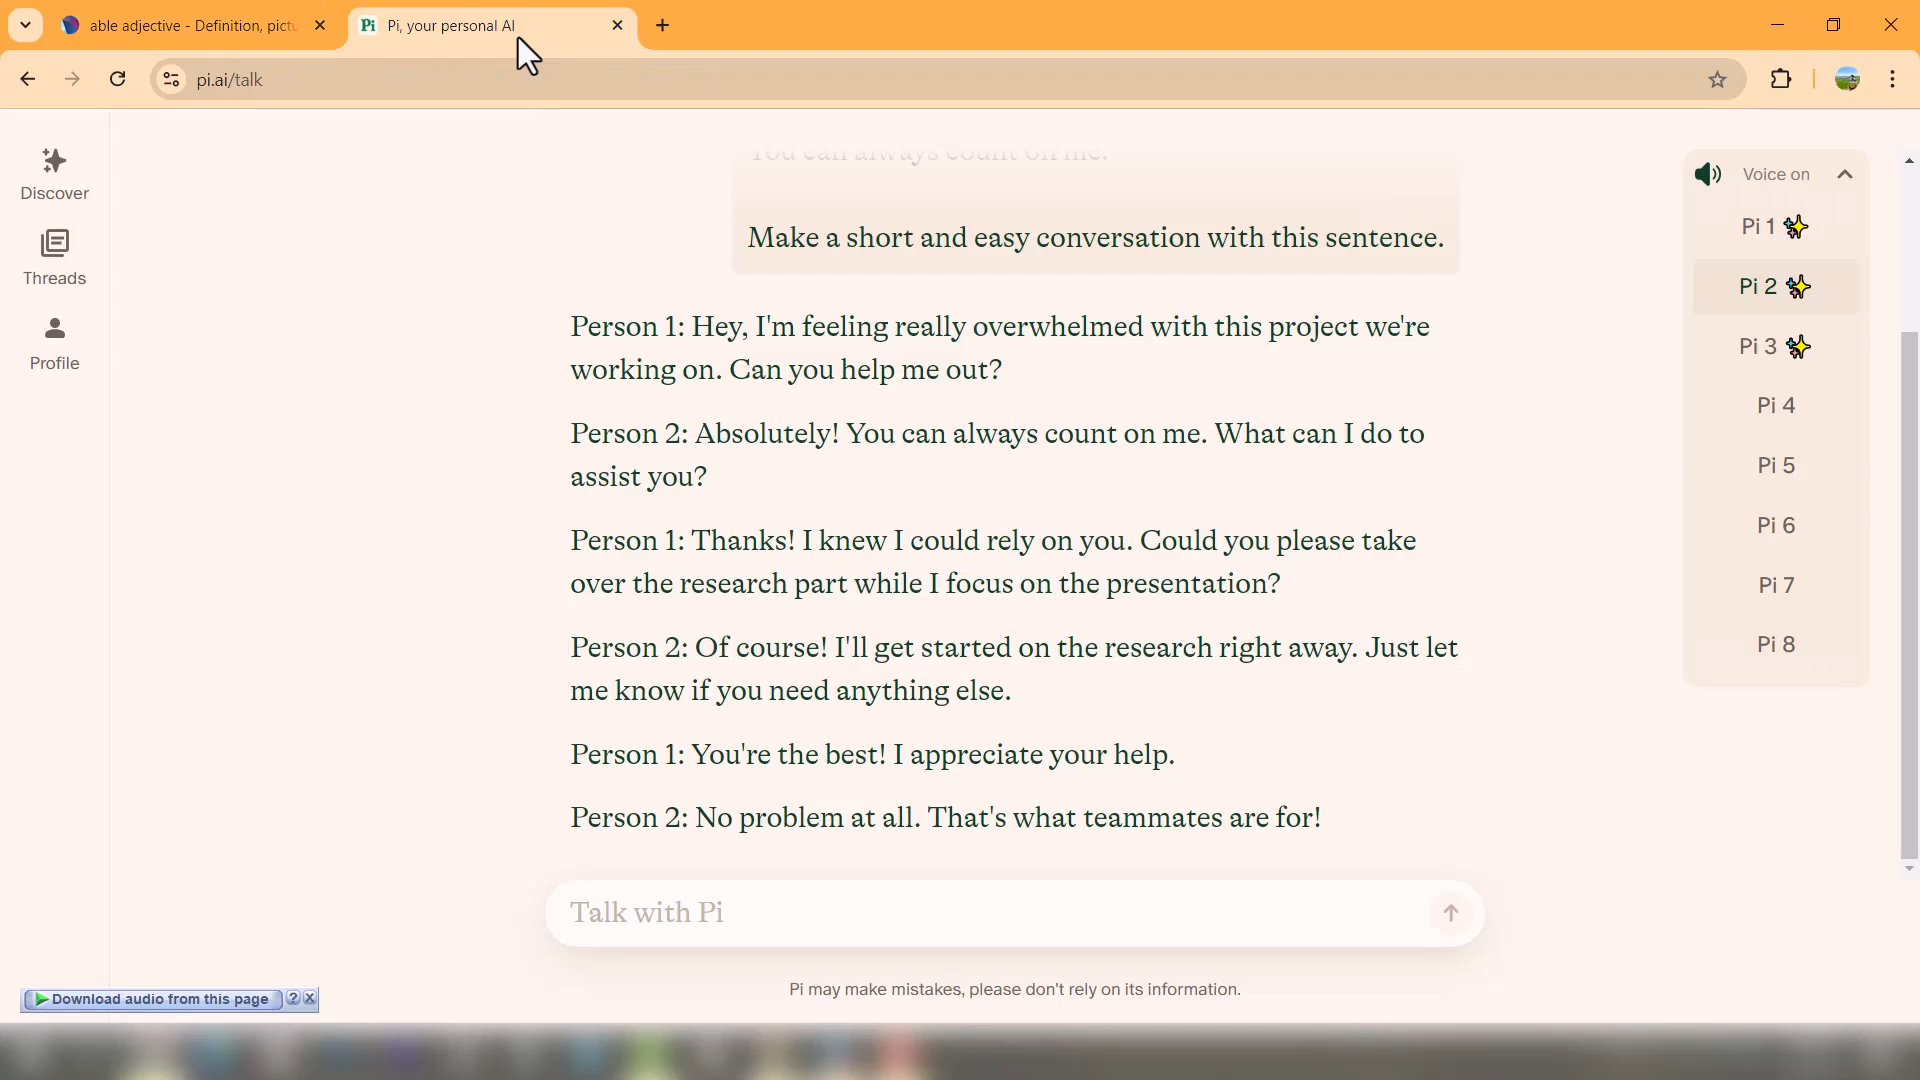 able adjective - Definition, pictu
Pi
Pi, your personal AI
pi.ai/talk
Discover
Threads
Profile
You can always count on me.
Make a short and easy conversation with this sentence.
Person 1: Hey, I'm feeling really overwhelmed with this project we're
working on. Can you help me out?
Person 2: Absolutely! You can always count on me. What can I do to
assist you?
Person 1: Thanks! I knew I could rely on you. Could you please take
over the research part while I focus on the presentation?
Person 2: Of course! I'll get started on the research right away. Just let
me know if you need anything else.
Person 1: You're the best! I appreciate your help.
Person 2: No problem at all. That's what teammates are for!
Talk with Pi
Pi may make mistakes, please don't rely on its information.
Voice on
Pi 1
Pi 2
Pi 3
Pi 4
Pi 5
Pi 6
Pi 7
Pi 8
Download audio from this page
?